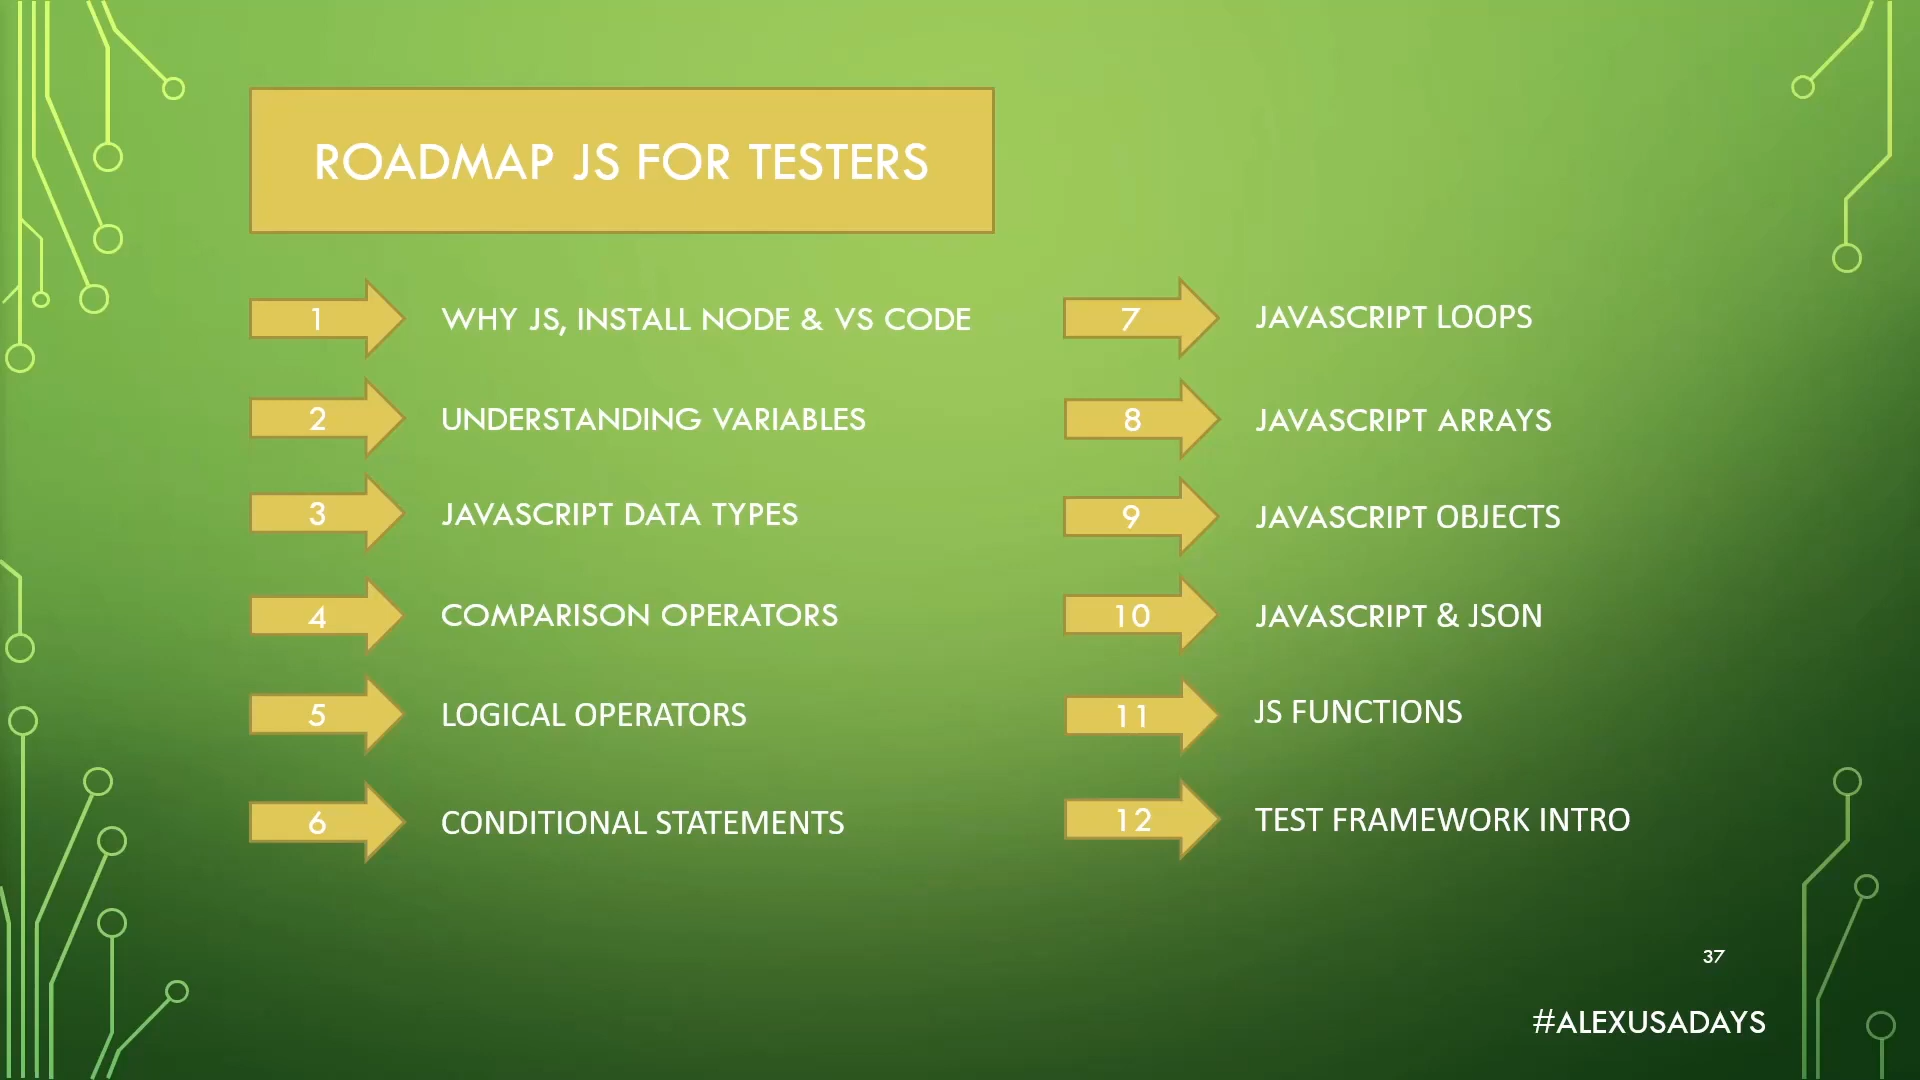 ROADMAP JS FOR TESTERS
1
WHY JS, INSTALL NODE & VS CODE
2
UNDERSTANDING VARIABLES
3
JAVASCRIPT DATA TYPES
4
COMPARISON OPERATORS
5
LOGICAL OPERATORS
6
CONDITIONAL STATEMENTS
7
JAVASCRIPT LOOPS
8
JAVASCRIPT ARRAYS
9
JAVASCRIPT OBJECTS
10
JAVASCRIPT & JSON
11
JS FUNCTIONS
12
TEST FRAMEWORK INTRO
37
#ALEXUSADAYS